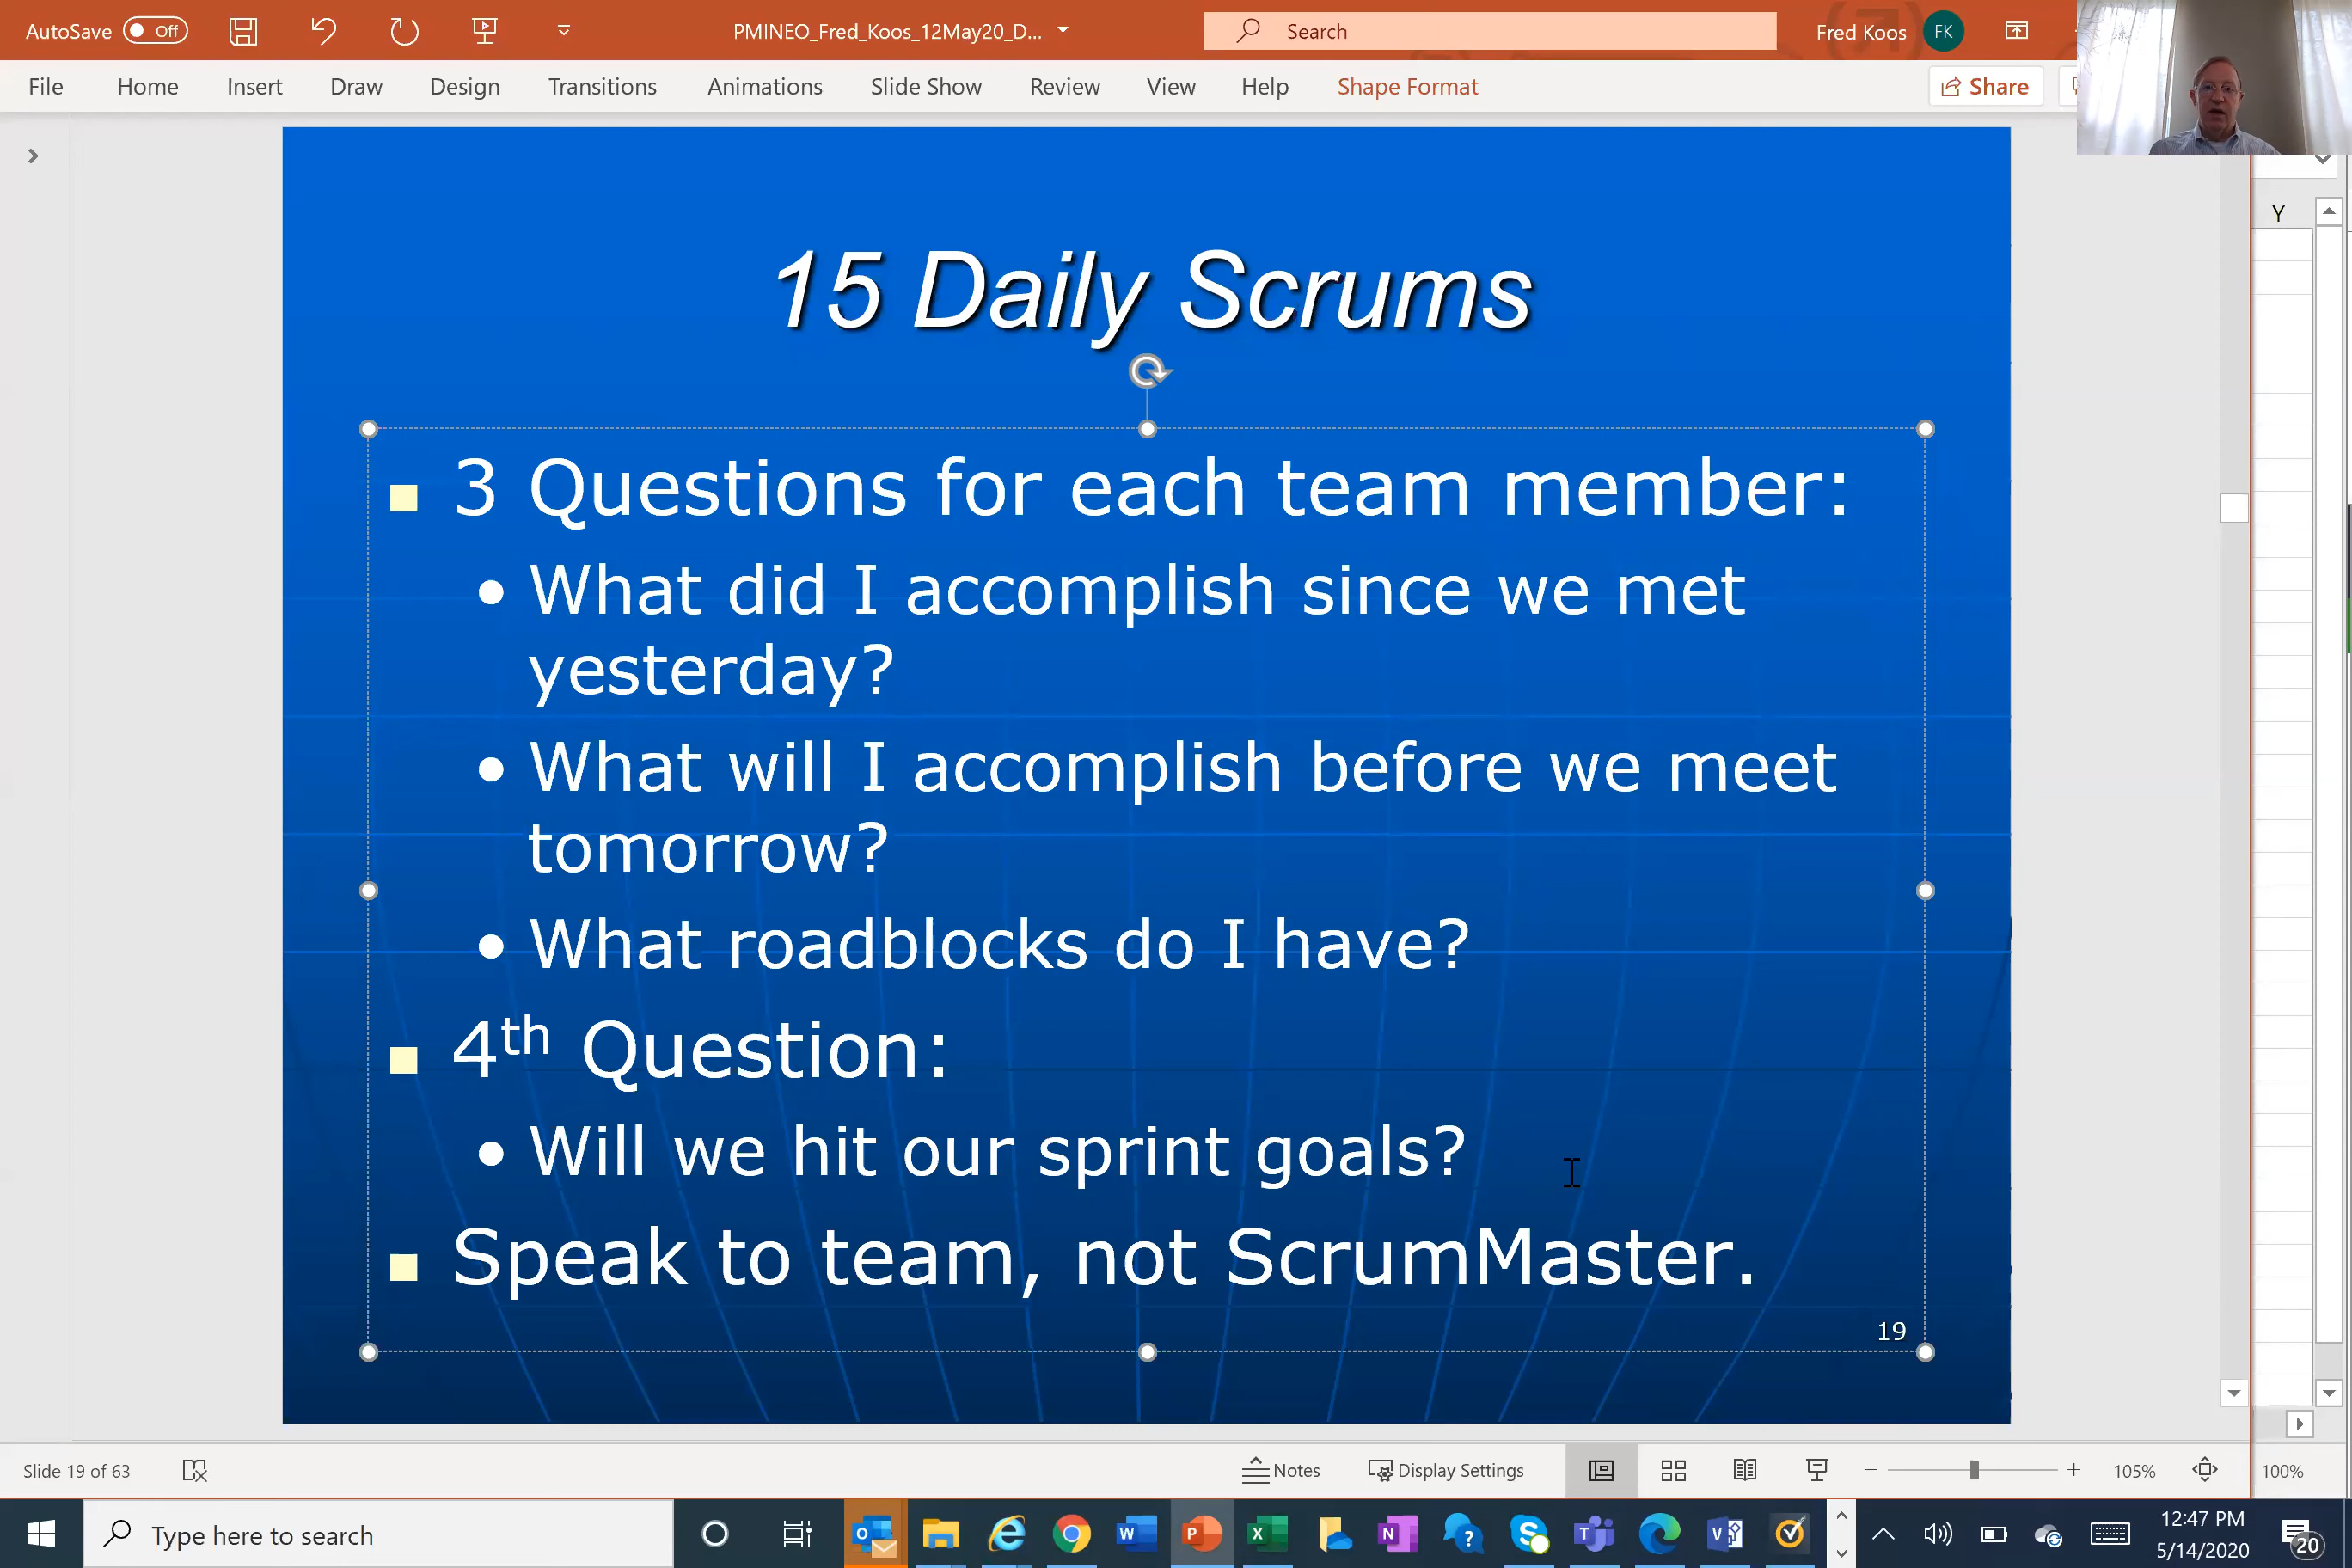 AutoSave Off PMINEO_Fred_Koos_12May20_D... Search Fred Koos FK
File Home Insert Draw Design Transitions Animations Slide Show Review View Help Shape Format Share
Y
15 Daily Scrums
3 Questions for each team member:
What did I accomplish since we met
yesterday?
What will I accomplish before we meet
tomorrow?
What roadblocks do I have?
4th Question:
Will we hit our sprint goals?
Speak to team, not ScrumMaster.
19
Slide 19 of 63 Notes Display Settings 105% 100%
Type here to search
12:47 PM
5/14/2020
20